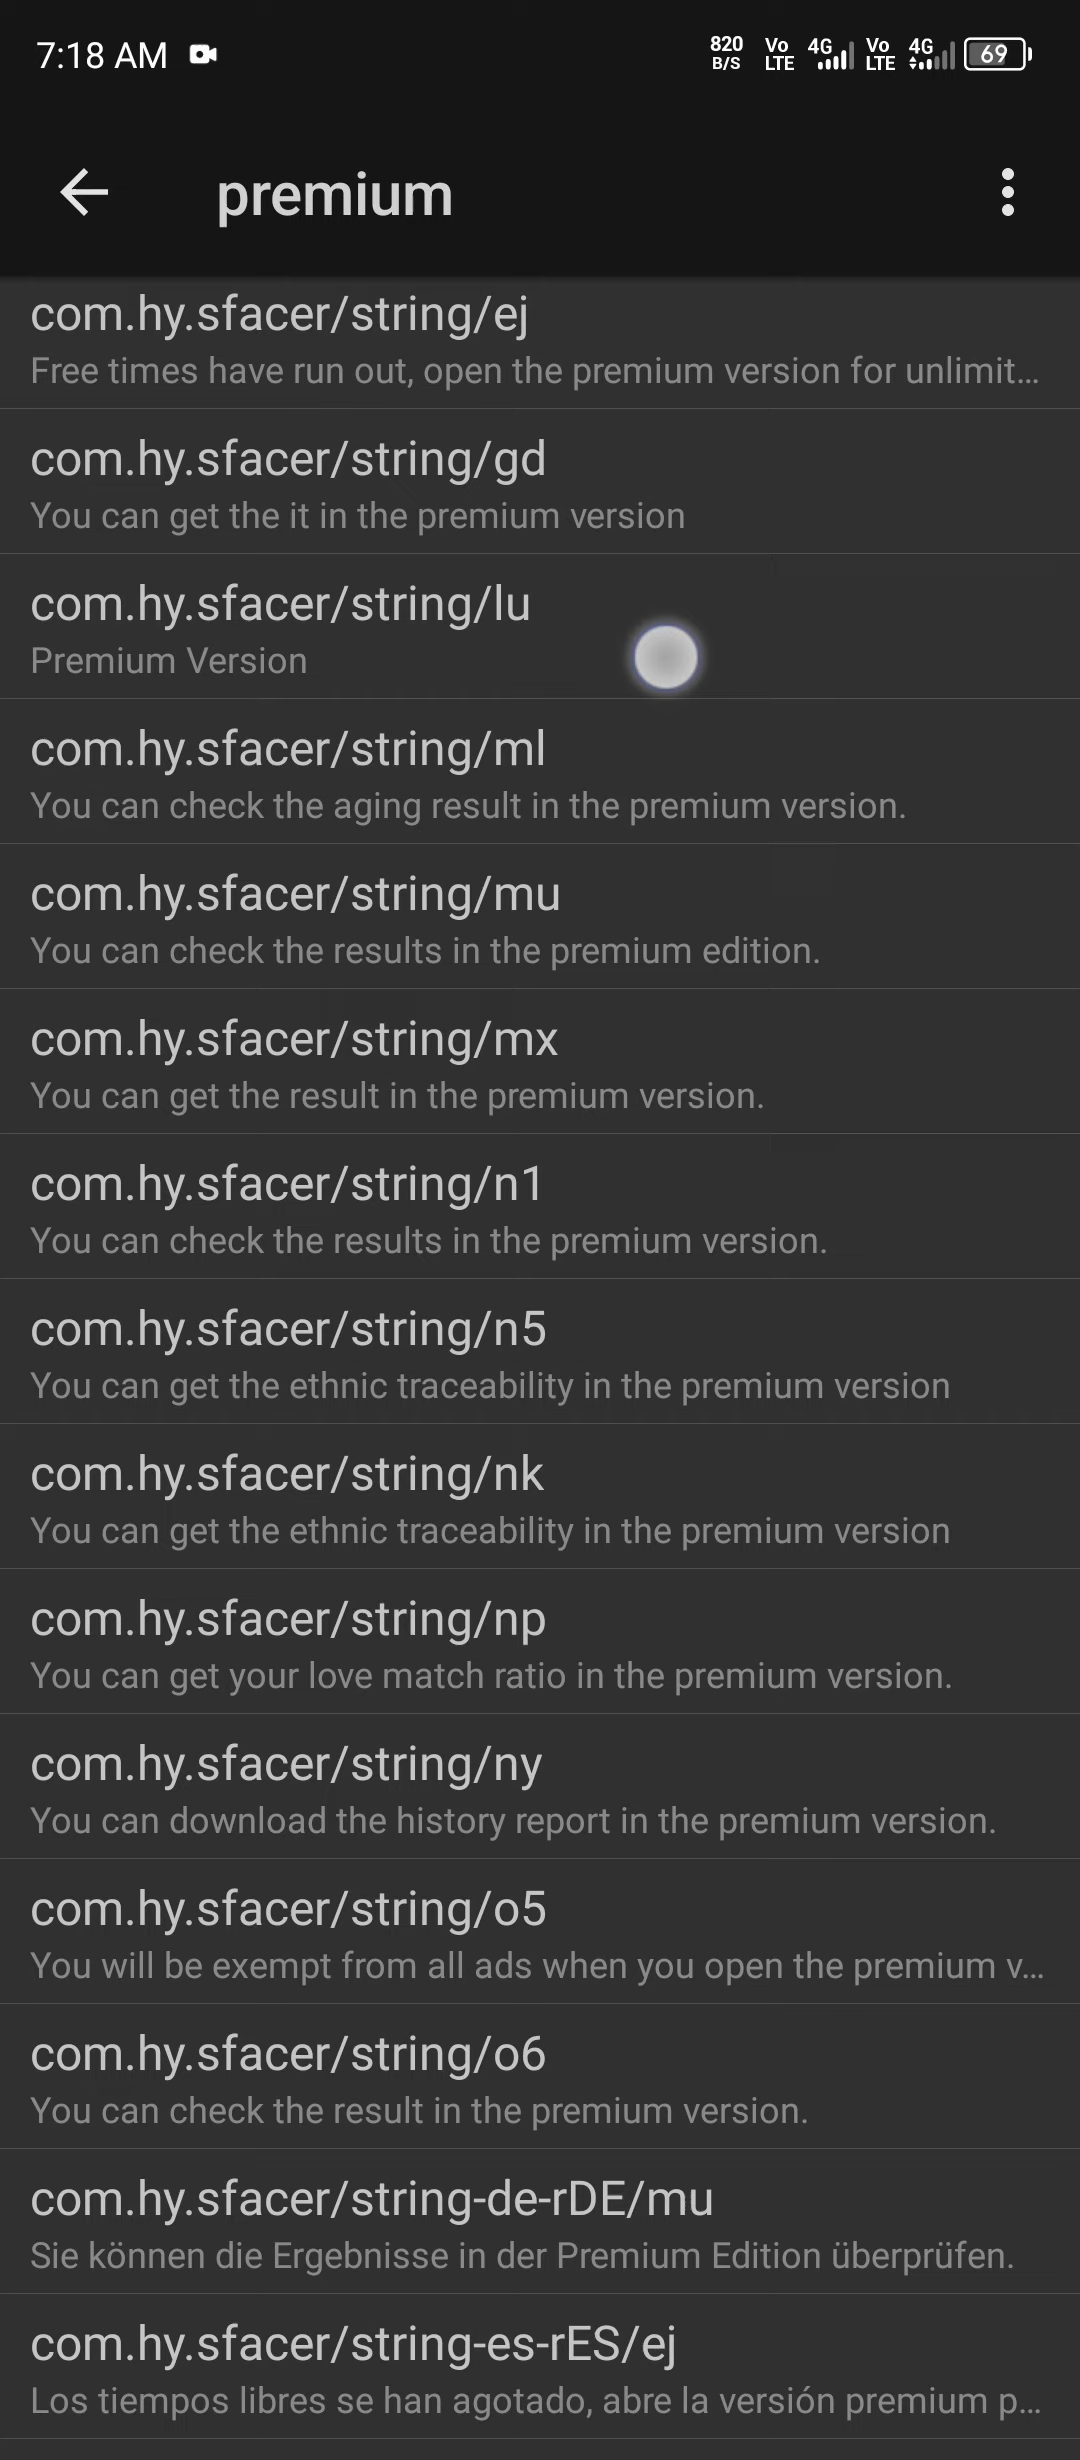 7:18 AM
820 B/S Vo LTE 4G Vo LTE 4G 69
premium
com.hy.sfacer/string/ej
Free times have run out, open the premium version for unlimit...
com.hy.sfacer/string/gd
You can get the it in the premium version
com.hy.sfacer/string/lu
Premium Version
com.hy.sfacer/string/ml
You can check the aging result in the premium version.
com.hy.sfacer/string/mu
You can check the results in the premium edition.
com.hy.sfacer/string/mx
You can get the result in the premium version.
com.hy.sfacer/string/n1
You can check the results in the premium version.
com.hy.sfacer/string/n5
You can get the ethnic traceability in the premium version
com.hy.sfacer/string/nk
You can get the ethnic traceability in the premium version
com.hy.sfacer/string/np
You can get your love match ratio in the premium version.
com.hy.sfacer/string/ny
You can download the history report in the premium version.
com.hy.sfacer/string/o5
You will be exempt from all ads when you open the premium v...
com.hy.sfacer/string/o6
You can check the result in the premium version.
com.hy.sfacer/string-de-rDE/mu
Sie können die Ergebnisse in der Premium Edition überprüfen.
com.hy.sfacer/string-es-rES/ej
Los tiempos libres se han agotado, abre la versión premium p...